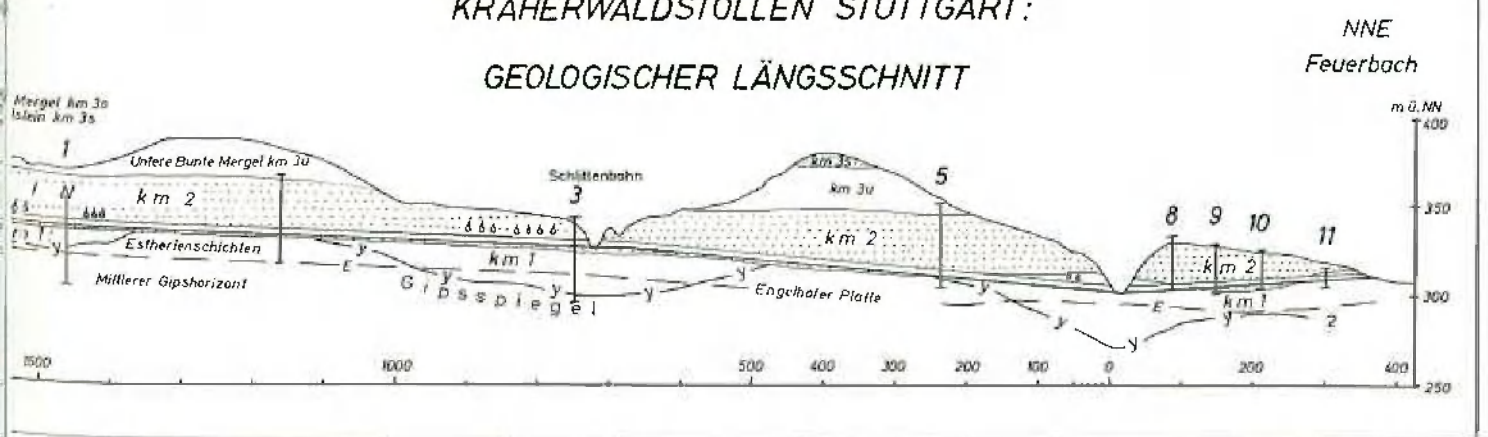 KRÄHERWALDSTOLLEN STUTTGART:
GEOLOGISCHER LÄNGSSCHNITT
NNE
Feuerbach
m ü. NN
400
350
300
250
Mergel km 3o
km 3s
1
N
Untere Bunte Mergel km 3u
km 2
Estherienschichten
Mittlerer Gipshorizont
Schlittenbahn
3
km 1
E
Gipsspiegel
y
km 3s
km 3u
5
km 2
Engelhofer Platte
8
9
10
11
km 2
km 1
E
y
?
1500
1000
500
400
300
200
100
0
200
400